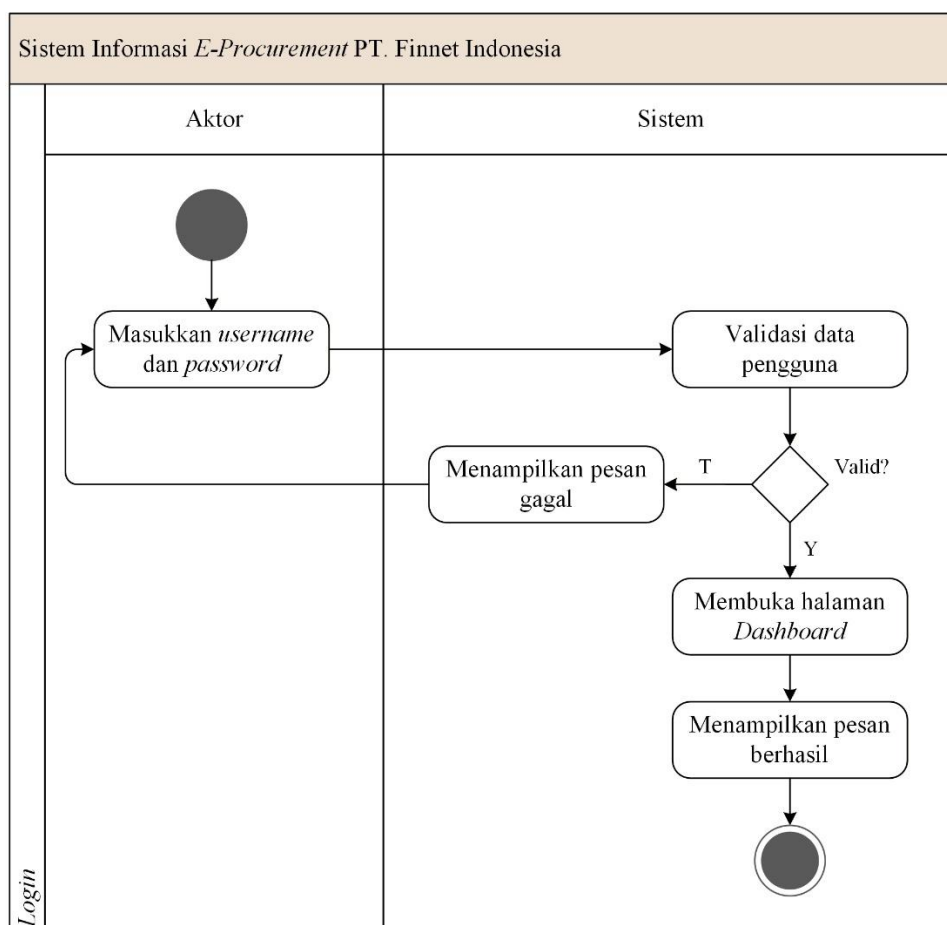 Sistem Informasi E-Procurement PT. Finnet Indonesia
Aktor
Sistem
Masukkan username
dan password
Validasi data
pengguna
Valid?
T
Menampilkan pesan
gagal
Y
Membuka halaman
Dashboard
Menampilkan pesan
berhasil
Login